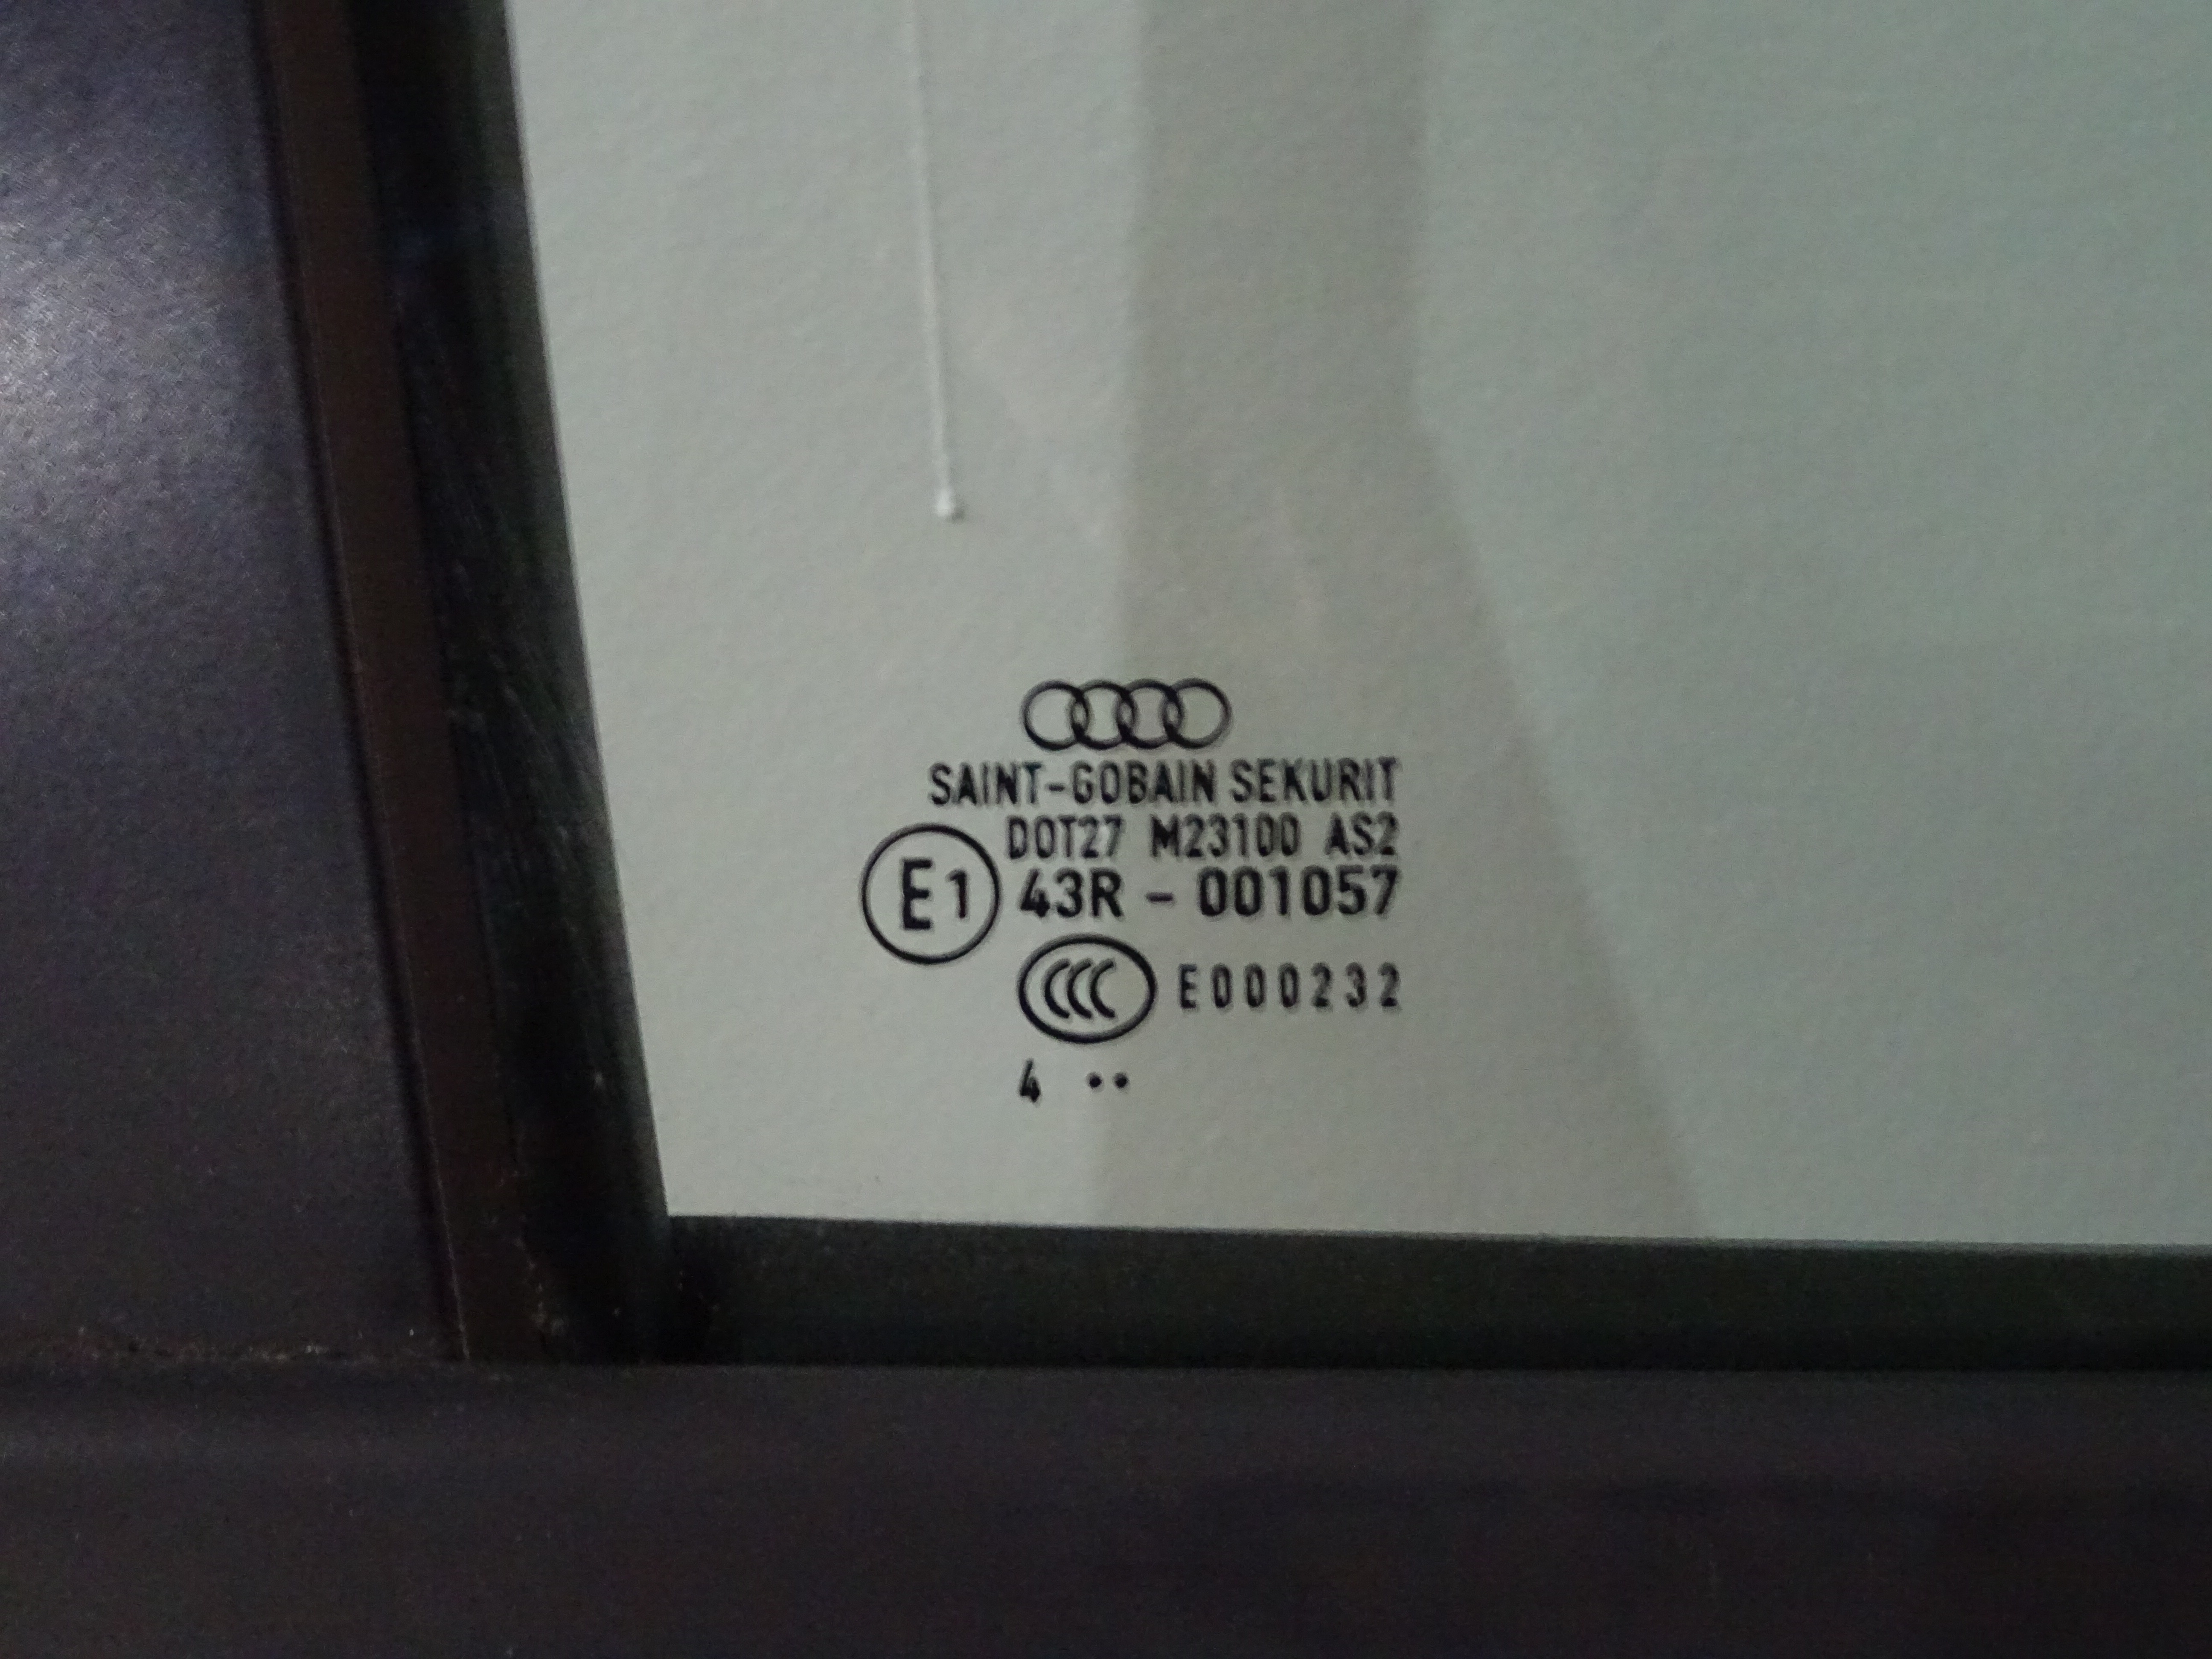 SAINT-GOBAIN SEKURIT
DOT27 M23100 AS2
E1 43R - 001057
CCC E000232
4 ••